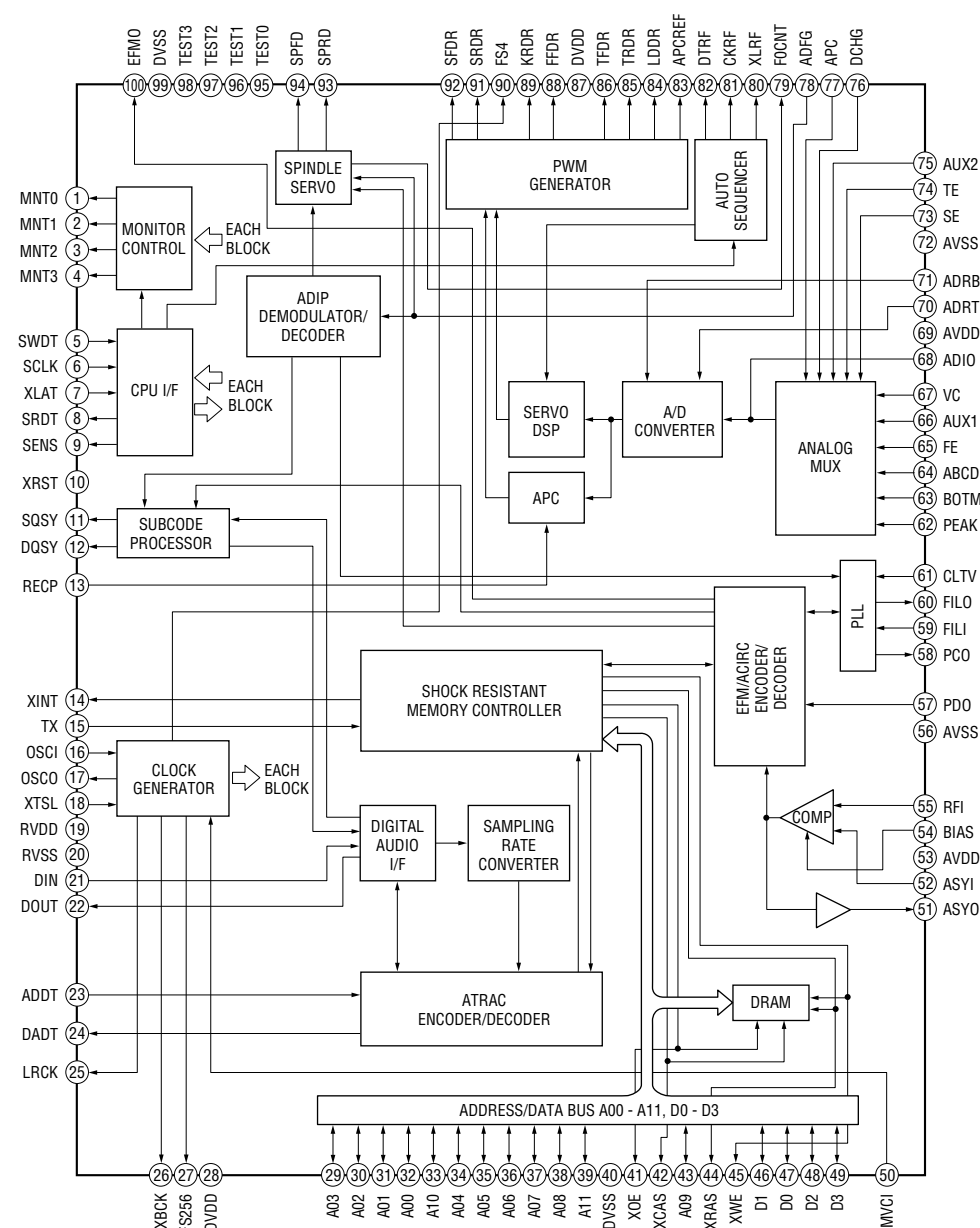 EFMO
DVSS
TEST3
TEST2
TEST1
TEST0
SPFD
SPRD
SFDR
SRDR
FS4
KRDR
FFDR
DVDD
TFDR
TRDR
LDDR
APCREF
DTRF
CKRF
XLRF
F0CNT
ADFG
APC
DCHG
100 99 98 97 96 95 94 93 92 91 90 89 88 87 86 85 84 83 82 81 80 79 78 77 76
MNT0 1
MNT1 2
MNT2 3
MNT3 4
SWDT 5
SCLK 6
XLAT 7
SRDT 8
SENS 9
XRST 10
SQSY 11
DQSY 12
RECP 13
XINT 14
TX 15
OSCI 16
OSCO 17
XTSL 18
RVDD 19
RVSS 20
DIN 21
DOUT 22
ADDT 23
DADT 24
LRCK 25
MONITOR
CONTROL
EACH
BLOCK
CPU I/F
EACH
BLOCK
SPINDLE
SERVO
ADIP
DEMODULATOR/
DECODER
PWM
GENERATOR
AUTO
SEQUENCER
SERVO
DSP
A/D
CONVERTER
ANALOG
MUX
APC
SUBCODE
PROCESSOR
EFM/ACIRC
ENCODER/
DECODER
PLL
SHOCK RESISTANT
MEMORY CONTROLLER
CLOCK
GENERATOR
EACH
BLOCK
DIGITAL
AUDIO
I/F
SAMPLING
RATE
CONVERTER
COMP
ATRAC
ENCODER/DECODER
DRAM
ADDRESS/DATA BUS A00 - A11, D0 - D3
75 AUX2
74 TE
73 SE
72 AVSS
71 ADRB
70 ADRT
69 AVDD
68 ADIO
67 VC
66 AUX1
65 FE
64 ABCD
63 BOTM
62 PEAK
61 CLTV
60 FILO
59 FILI
58 PCO
57 PDO
56 AVSS
55 RFI
54 BIAS
53 AVDD
52 ASYI
51 ASYO
26 27 28 29 30 31 32 33 34 35 36 37 38 39 40 41 42 43 44 45 46 47 48 49 50
XBCK
FS256
DVDD
A03
A02
A01
A00
A10
A04
A05
A06
A07
A08
A11
DVSS
XOE
XCAS
A09
XRAS
XWE
D1
D0
D2
D3
MVCI